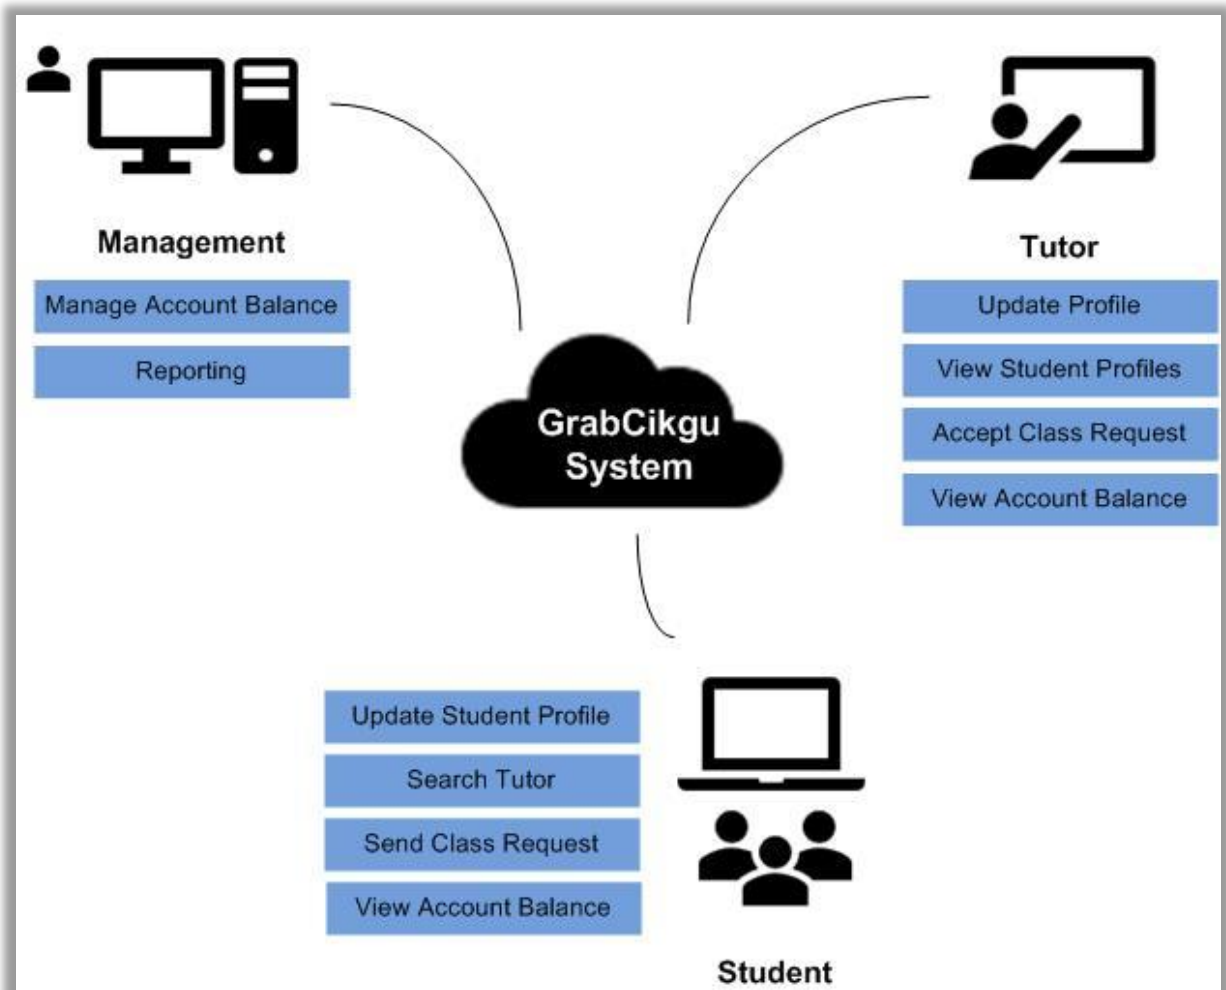 Management
Manage Account Balance
Reporting
Tutor
Update Profile
View Student Profiles
Accept Class Request
View Account Balance
GrabCikgu
System
Update Student Profile
Search Tutor
Send Class Request
View Account Balance
Student